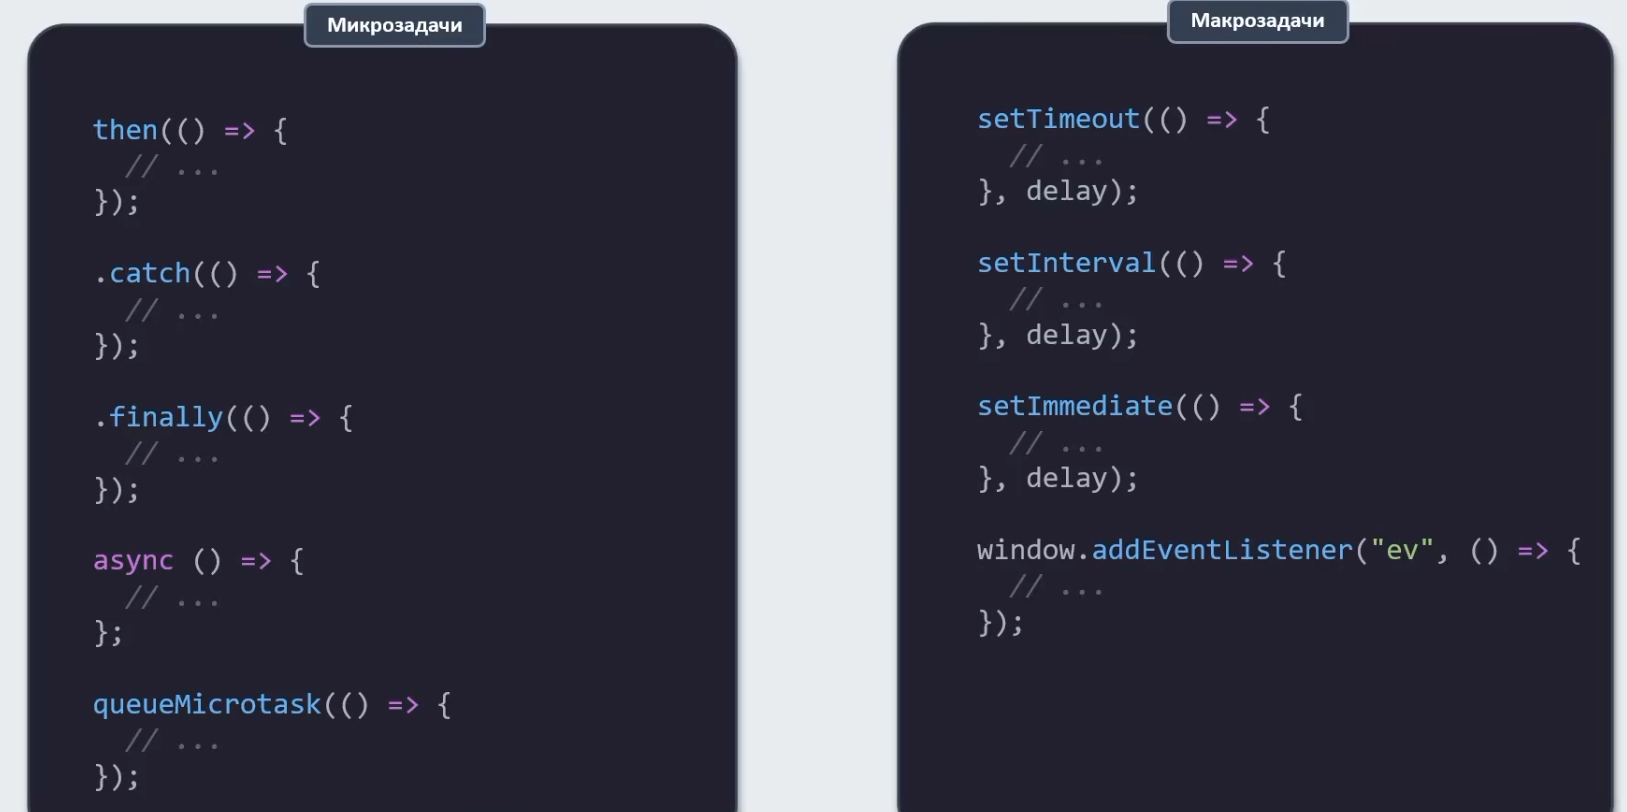 Микрозадачи
then(() => {
  // ...
});
.catch(() => {
  // ...
});
.finally(() => {
  // ...
});
async () => {
  // ...
};
queueMicrotask(() => {
  // ...
});
Макрозадачи
setTimeout(() => {
  // ...
}, delay);
setInterval(() => {
  // ...
}, delay);
setImmediate(() => {
  // ...
}, delay);
window.addEventListener("ev", () => {
  // ...
});